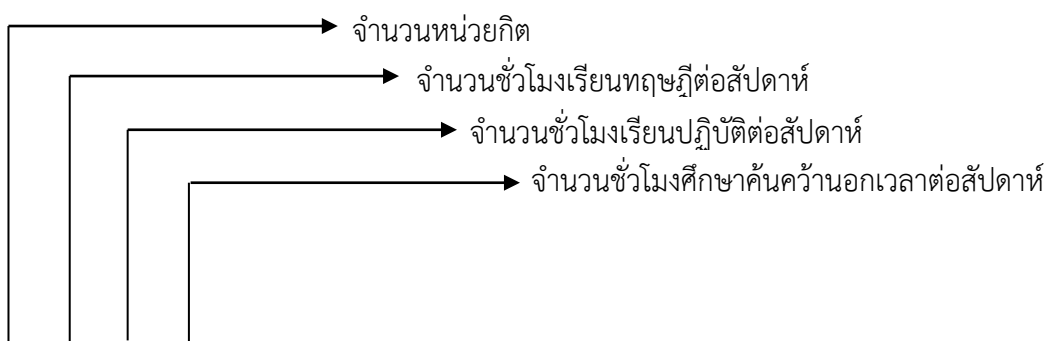 จำนวนหน่วยกิต
จำนวนชั่วโมงเรียนทฤษฎีต่อสัปดาห์
จำนวนชั่วโมงเรียนปฏิบัติต่อสัปดาห์
จำนวนชั่วโมงศึกษาค้นคว้านอกเวลาต่อสัปดาห์